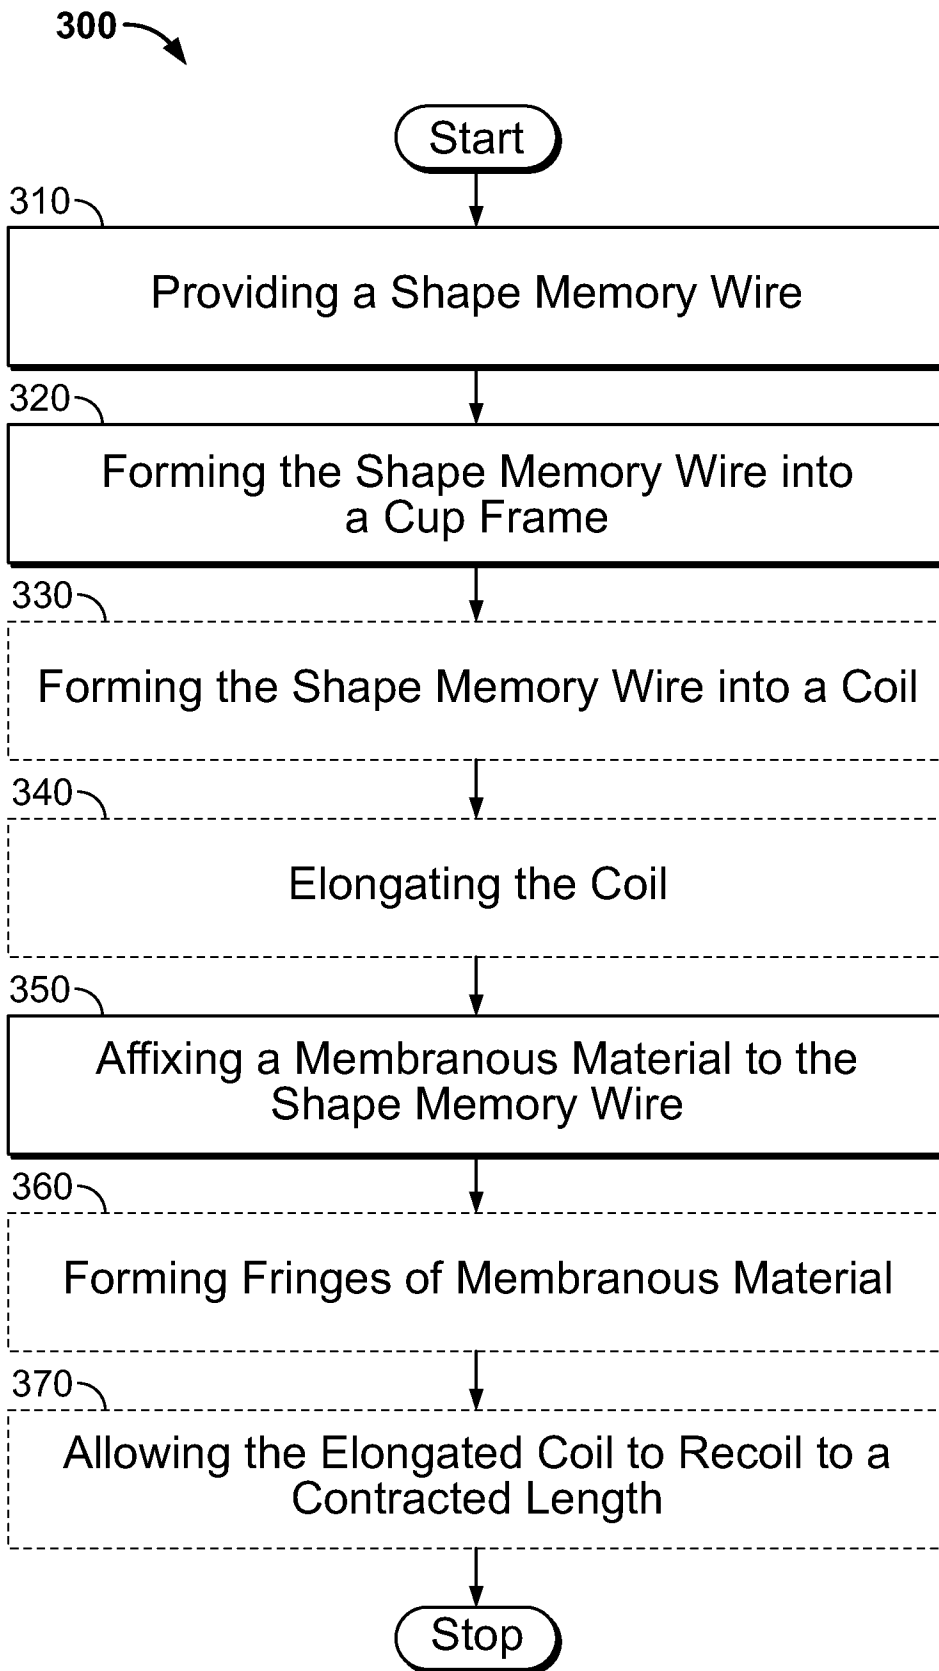 300
Start
310
Providing a Shape Memory Wire
320
Forming the Shape Memory Wire into
a Cup Frame
330
Forming the Shape Memory Wire into a Coil
340
Elongating the Coil
350
Affixing a Membranous Material to the
Shape Memory Wire
360
Forming Fringes of Membranous Material
370
Allowing the Elongated Coil to Recoil to a
Contracted Length
Stop